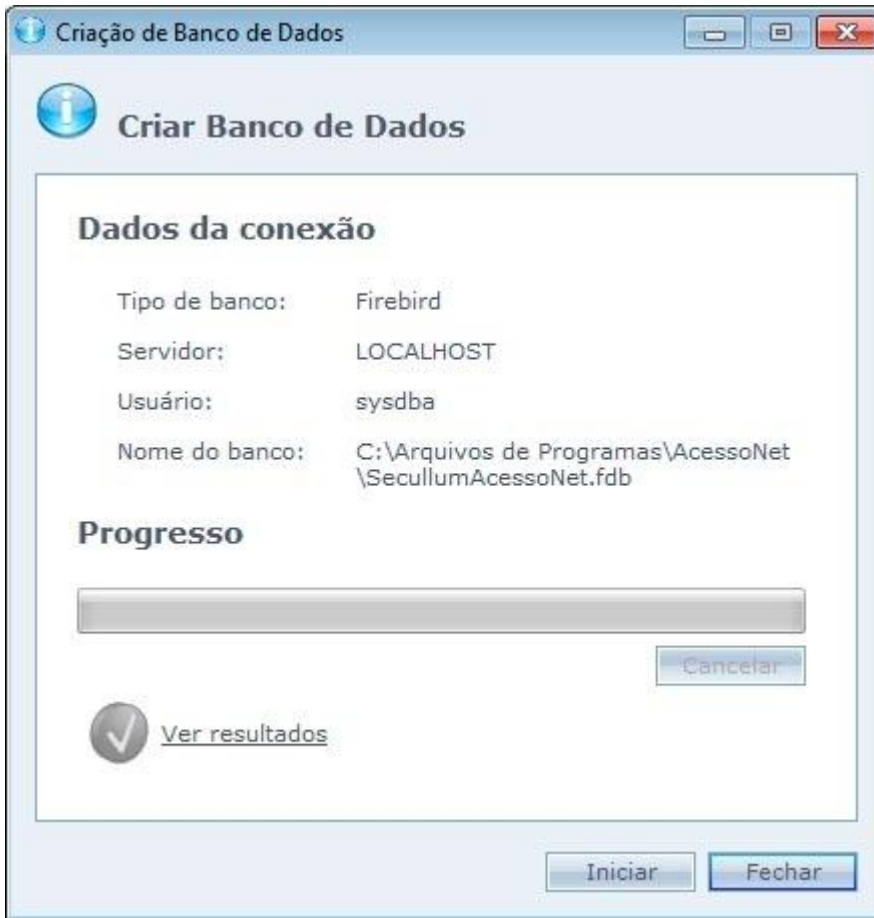 Criação de Banco de Dados
Criar Banco de Dados
Dados da conexão
Tipo de banco: Firebird
Servidor: LOCALHOST
Usuário: sysdba
Nome do banco: C:\Arquivos de Programas\AcessoNet
\SecullumAcessoNet.fdb
Progresso
Cancelar
Ver resultados
Iniciar Fechar